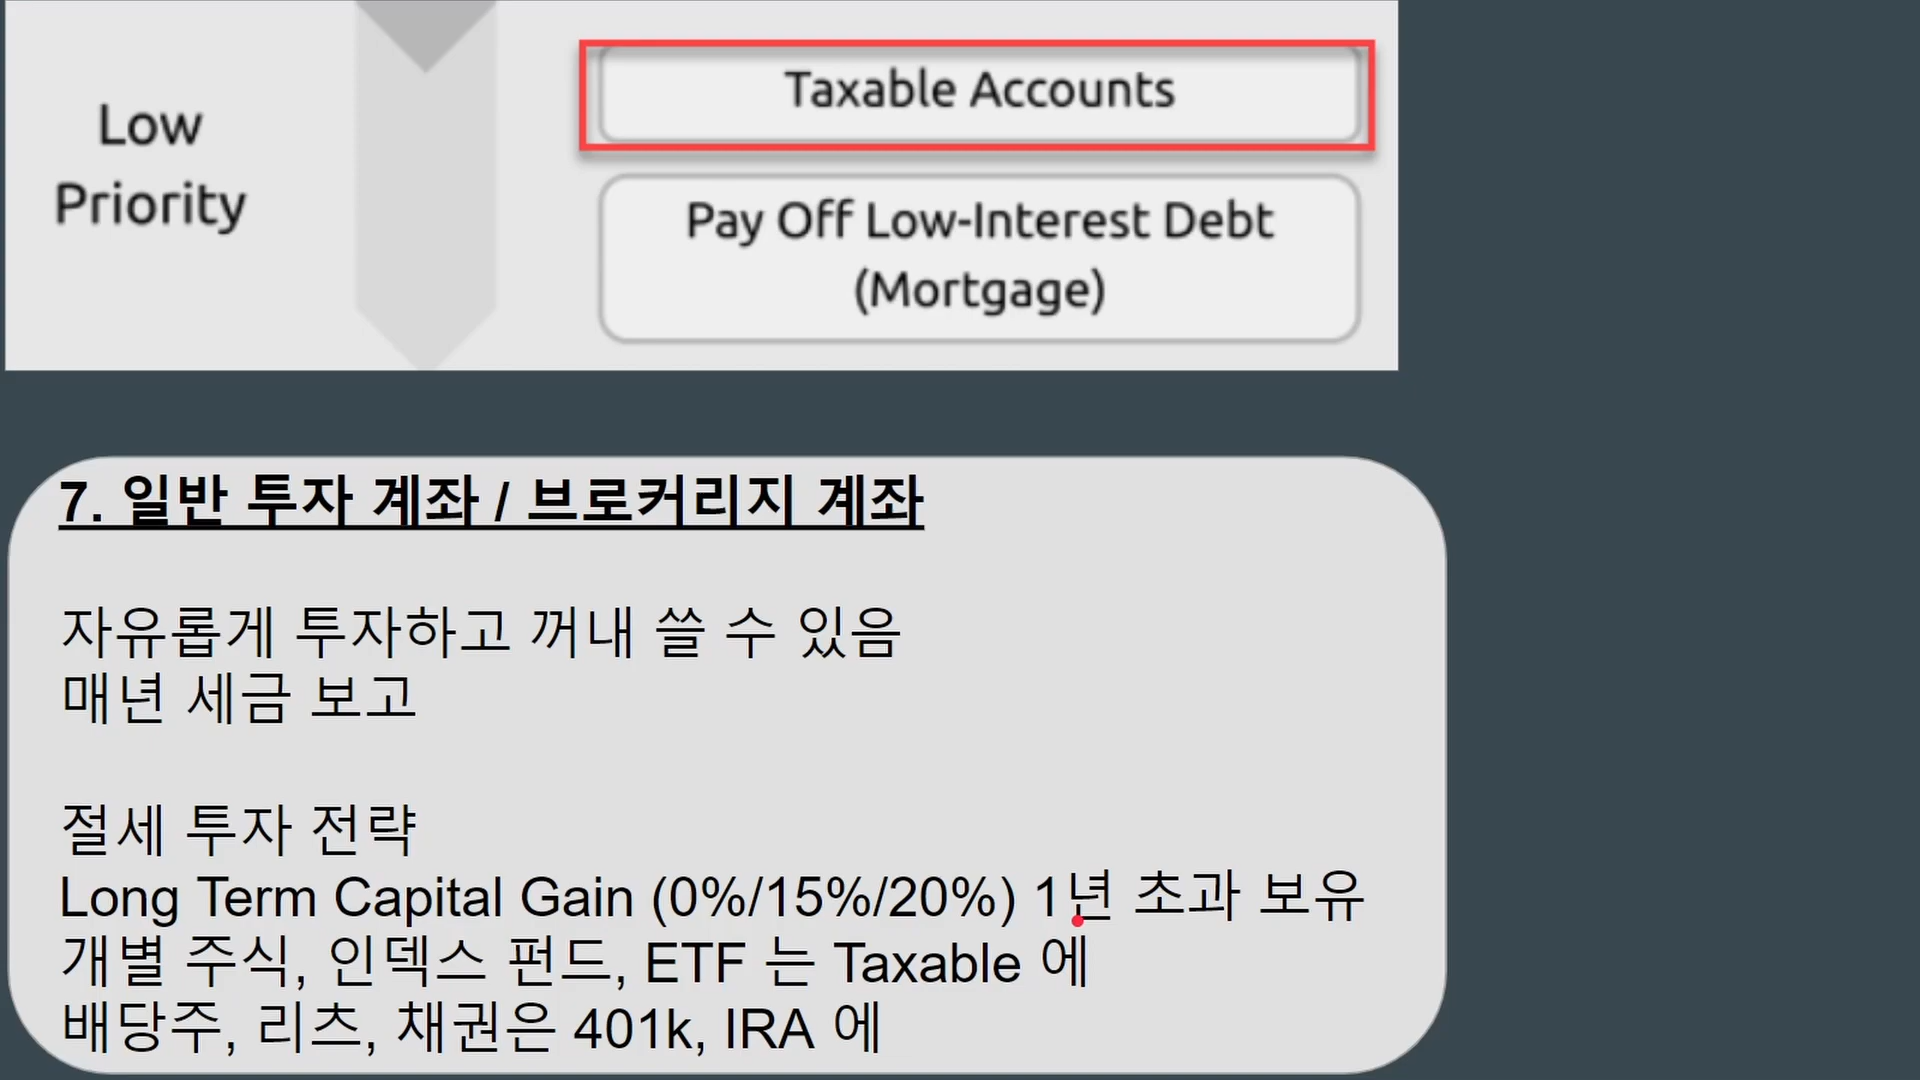 Low
Priority
Taxable Accounts
Pay Off Low-Interest Debt
(Mortgage)
7. 일반 투자 계좌 / 브로커리지 계좌
자유롭게 투자하고 꺼내 쓸 수 있음
매년 세금 보고
절세 투자 전략
Long Term Capital Gain (0%/15%/20%) 1년 초과 보유
개별 주식, 인덱스 펀드, ETF 는 Taxable 에
배당주, 리츠, 채권은 401k, IRA 에